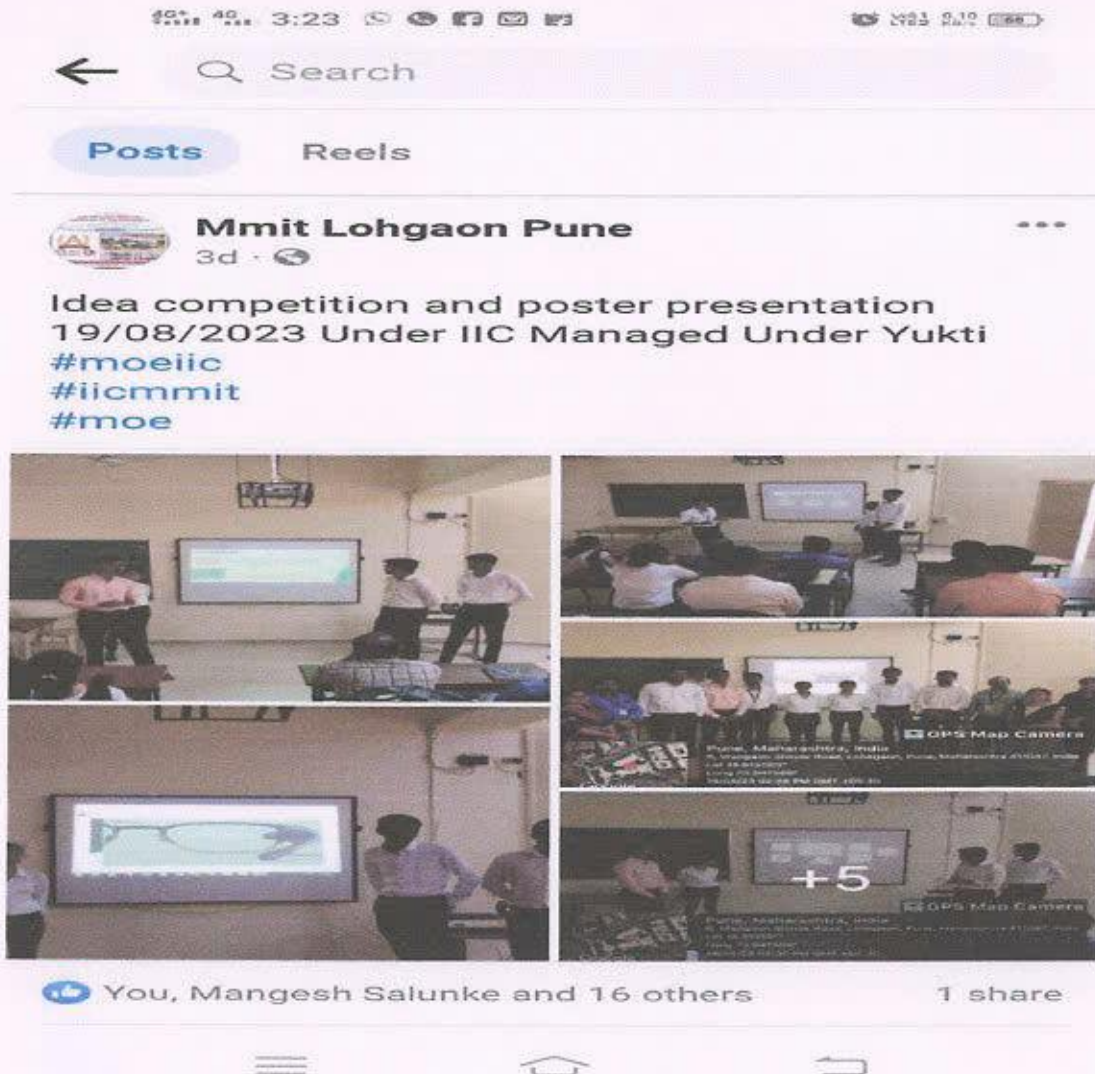 3:23
Search
Posts Reels
Mmit Lohgaon Pune
3d
Idea competition and poster presentation
19/08/2023 Under IIC Managed Under Yukti
#moeiic
#iicmmit
#moe
GPS Map Camera
Pune, Maharashtra, India
+5
GPS Map Camera
Pune, Maharashtra, India
You, Mangesh Salunke and 16 others
1 share